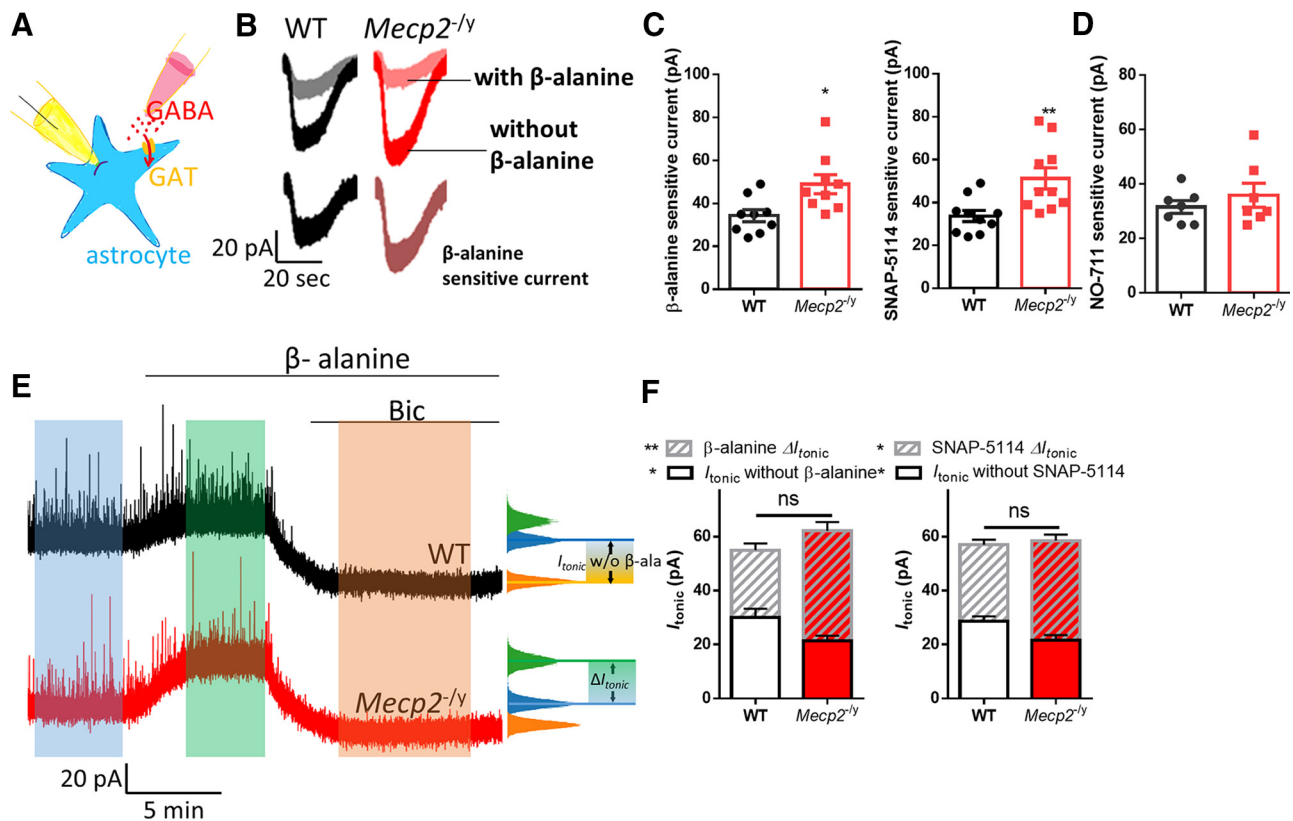 A
GABA
GAT
astrocyte
B
WT
Mecp2-/y
with β-alanine
without
β-alanine
20 pA
20 sec
β-alanine
sensitive current
C
β-alanine sensitive current (pA)
100
80
60
40
20
0
*
WT
Mecp2-/y
SNAP-5114 sensitive current (pA)
100
80
60
40
20
0
**
WT
Mecp2-/y
D
NO-711 sensitive current (pA)
80
60
40
20
0
WT
Mecp2-/y
E
β- alanine
Bic
WT
Mecp2-/y
Itonic w/o β-ala
ΔItonic
20 pA
5 min
F
** β-alanine ΔItonic
* Itonic without β-alanine
ns
Itonic (pA)
60
40
20
0
WT
Mecp2-/y
* SNAP-5114 ΔItonic
* Itonic without SNAP-5114
ns
Itonic (pA)
60
40
20
0
WT
Mecp2-/y